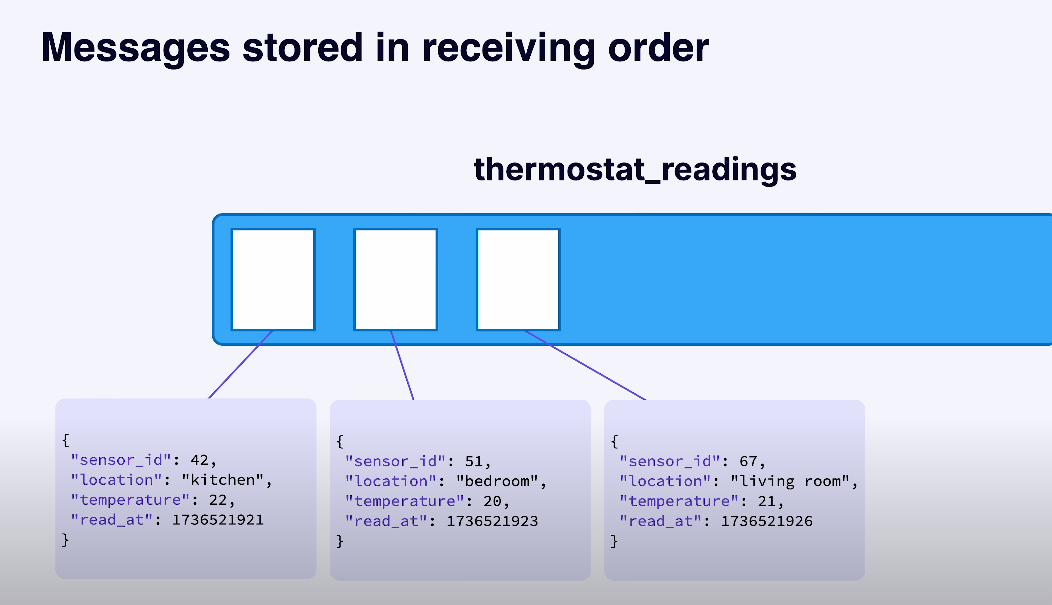 Messages stored in receiving order
thermostat_readings
{
"sensor_id": 42,
"location": "kitchen",
"temperature": 22,
"read_at": 1736521921
}
{
"sensor_id": 51,
"location": "bedroom",
"temperature": 20,
"read_at": 1736521923
}
{
"sensor_id": 67,
"location": "living room",
"temperature": 21,
"read_at": 1736521926
}